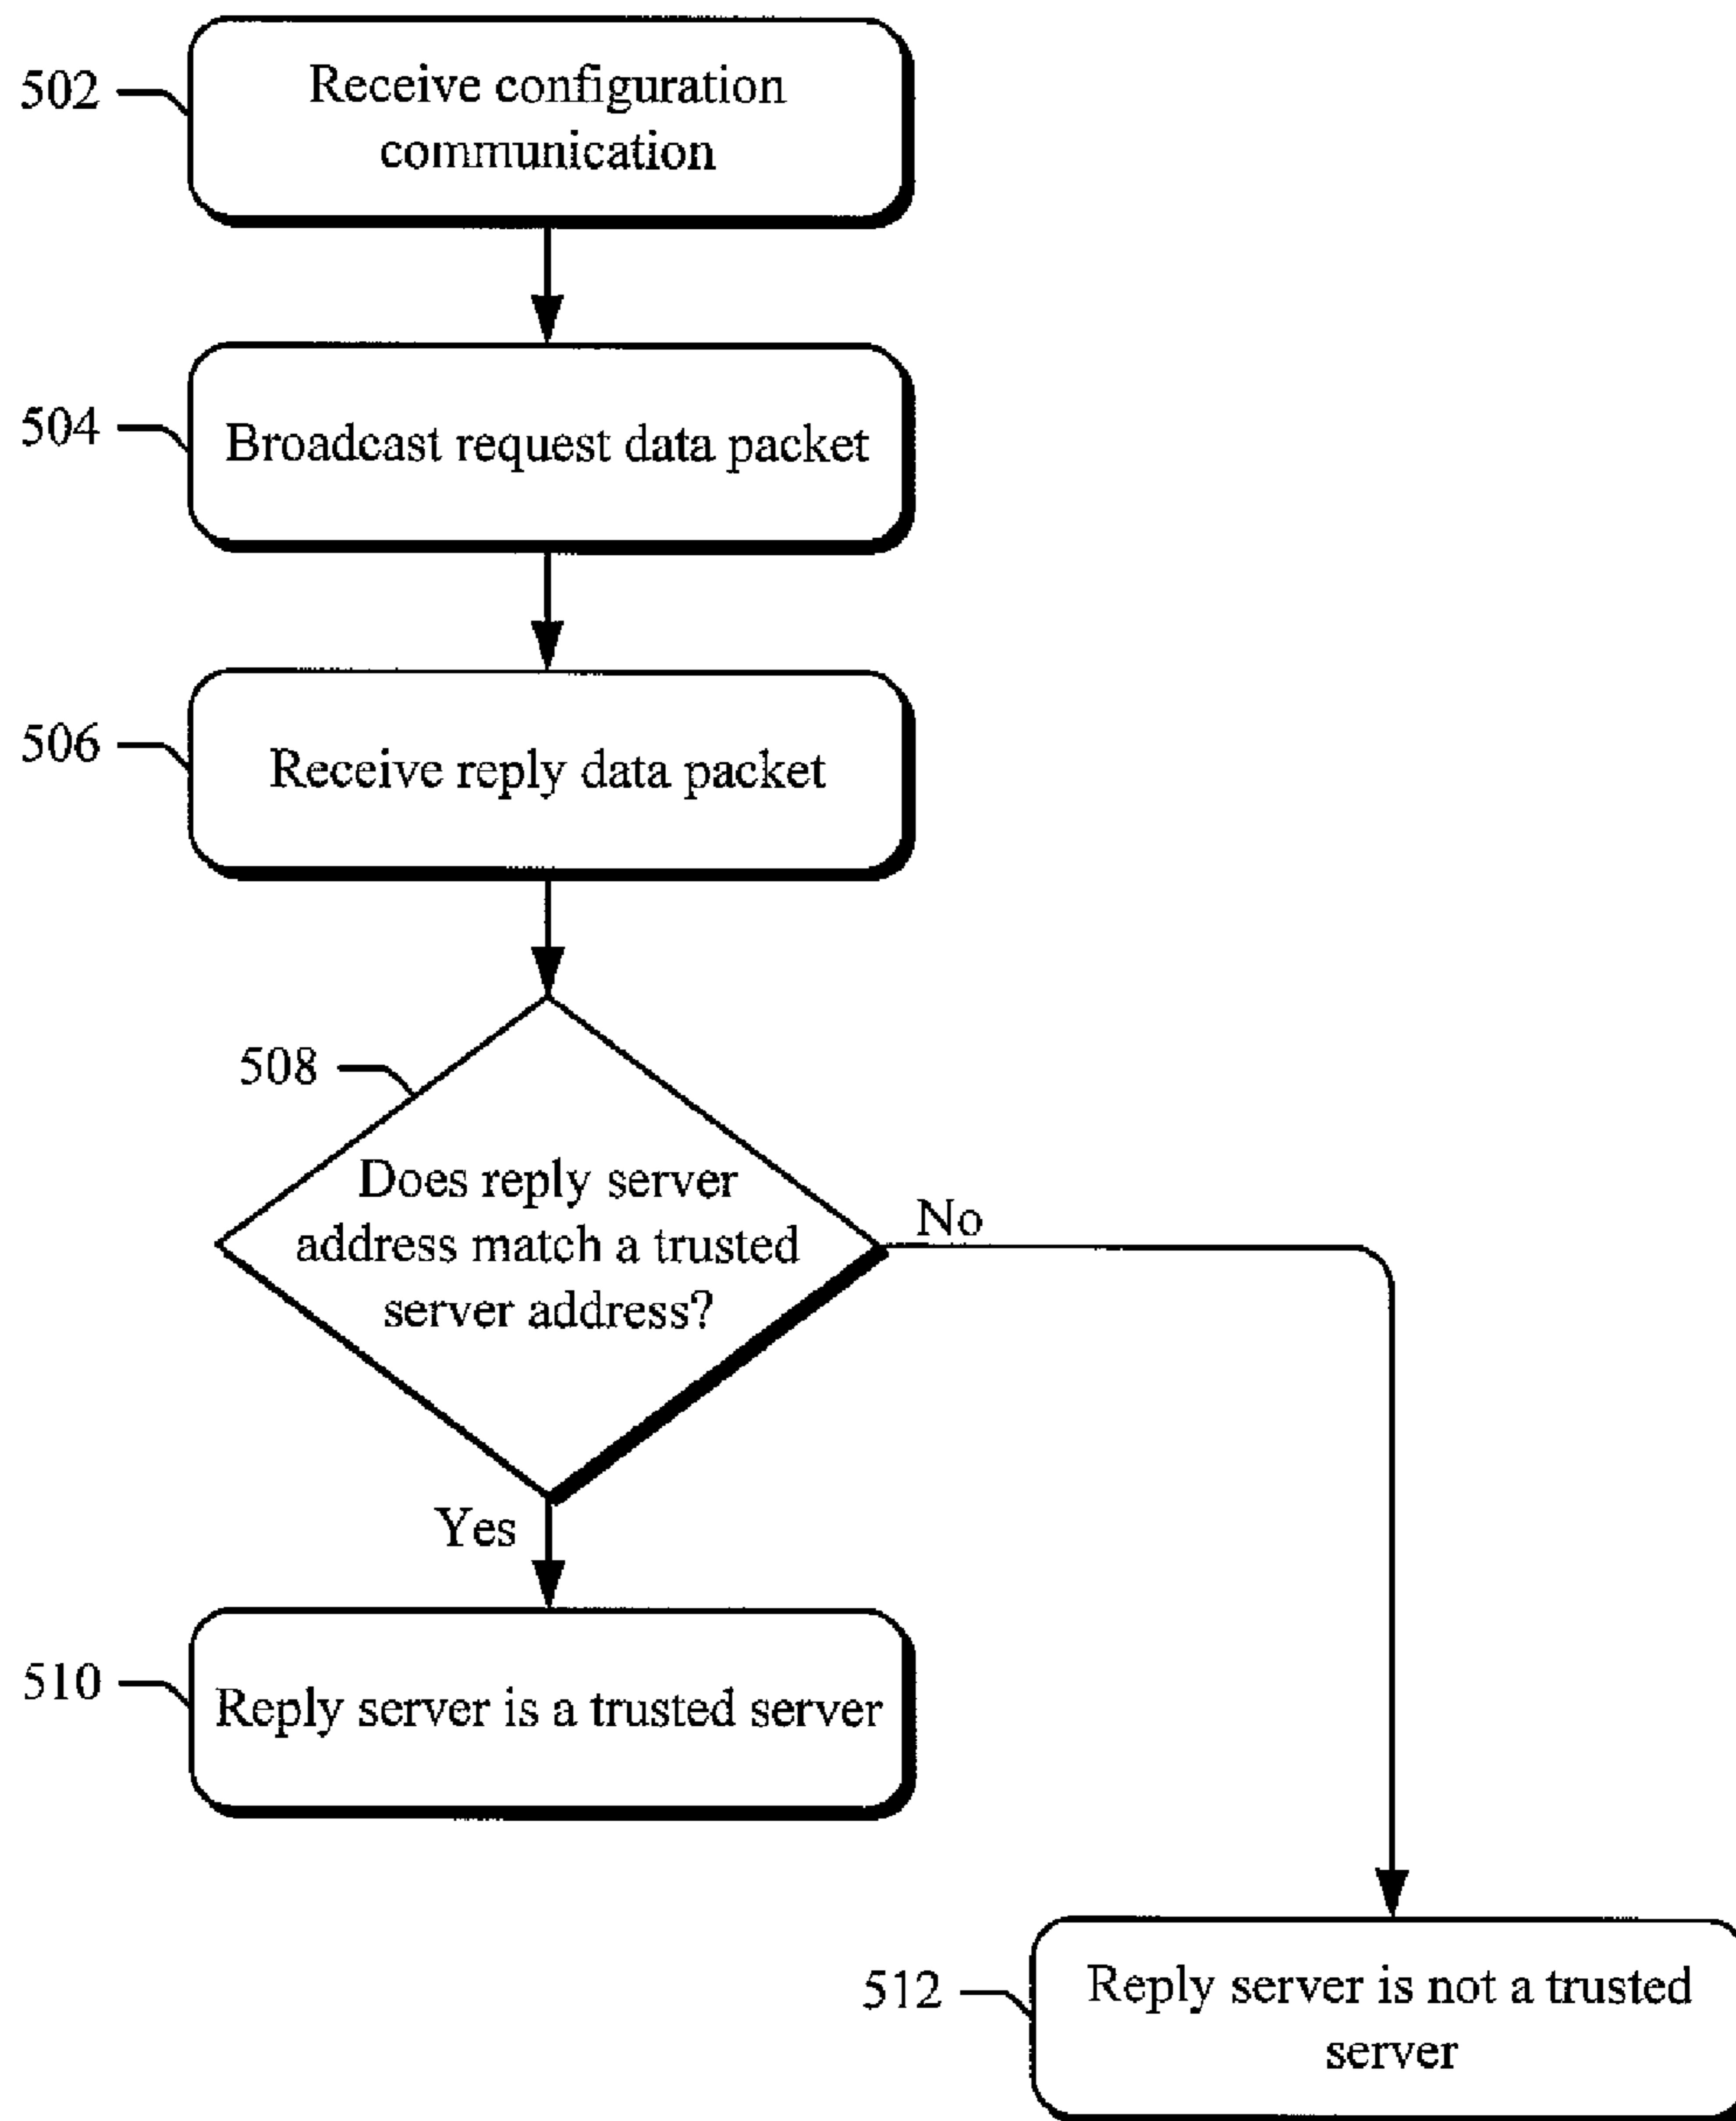 502
Receive configuration
communication
504
Broadcast request data packet
506
Receive reply data packet
508
Does reply server
address match a trusted
server address?
No
Yes
510
Reply server is a trusted server
512
Reply server is not a trusted
server